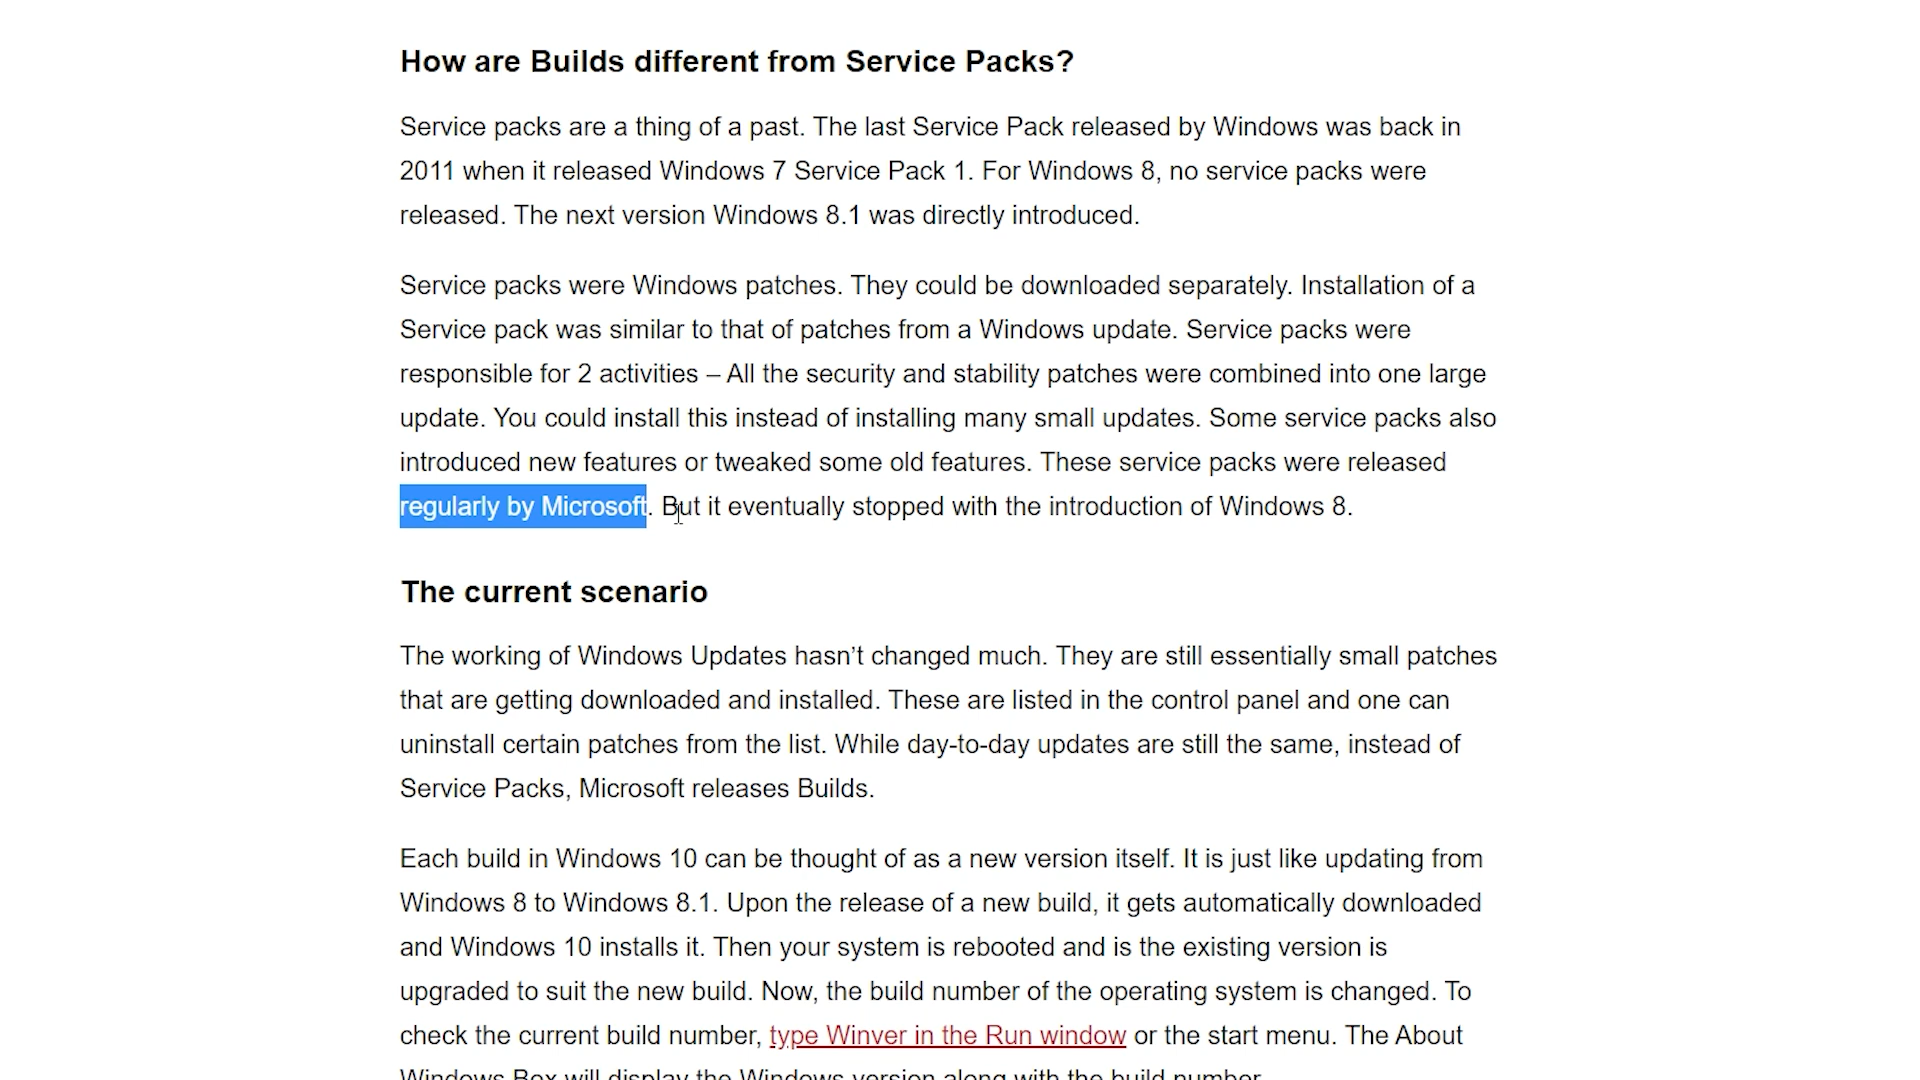 How are Builds different from Service Packs?
Service packs are a thing of a past. The last Service Pack released by Windows was back in
2011 when it released Windows 7 Service Pack 1. For Windows 8, no service packs were
released. The next version Windows 8.1 was directly introduced.
Service packs were Windows patches. They could be downloaded separately. Installation of a
Service pack was similar to that of patches from a Windows update. Service packs were
responsible for 2 activities – All the security and stability patches were combined into one large
update. You could install this instead of installing many small updates. Some service packs also
introduced new features or tweaked some old features. These service packs were released
regularly by Microsoft. But it eventually stopped with the introduction of Windows 8.
The current scenario
The working of Windows Updates hasn’t changed much. They are still essentially small patches
that are getting downloaded and installed. These are listed in the control panel and one can
uninstall certain patches from the list. While day-to-day updates are still the same, instead of
Service Packs, Microsoft releases Builds.
Each build in Windows 10 can be thought of as a new version itself. It is just like updating from
Windows 8 to Windows 8.1. Upon the release of a new build, it gets automatically downloaded
and Windows 10 installs it. Then your system is rebooted and is the existing version is
upgraded to suit the new build. Now, the build number of the operating system is changed. To
check the current build number, type Winver in the Run window or the start menu. The About
Windows Box will display the Windows version along with the build number.